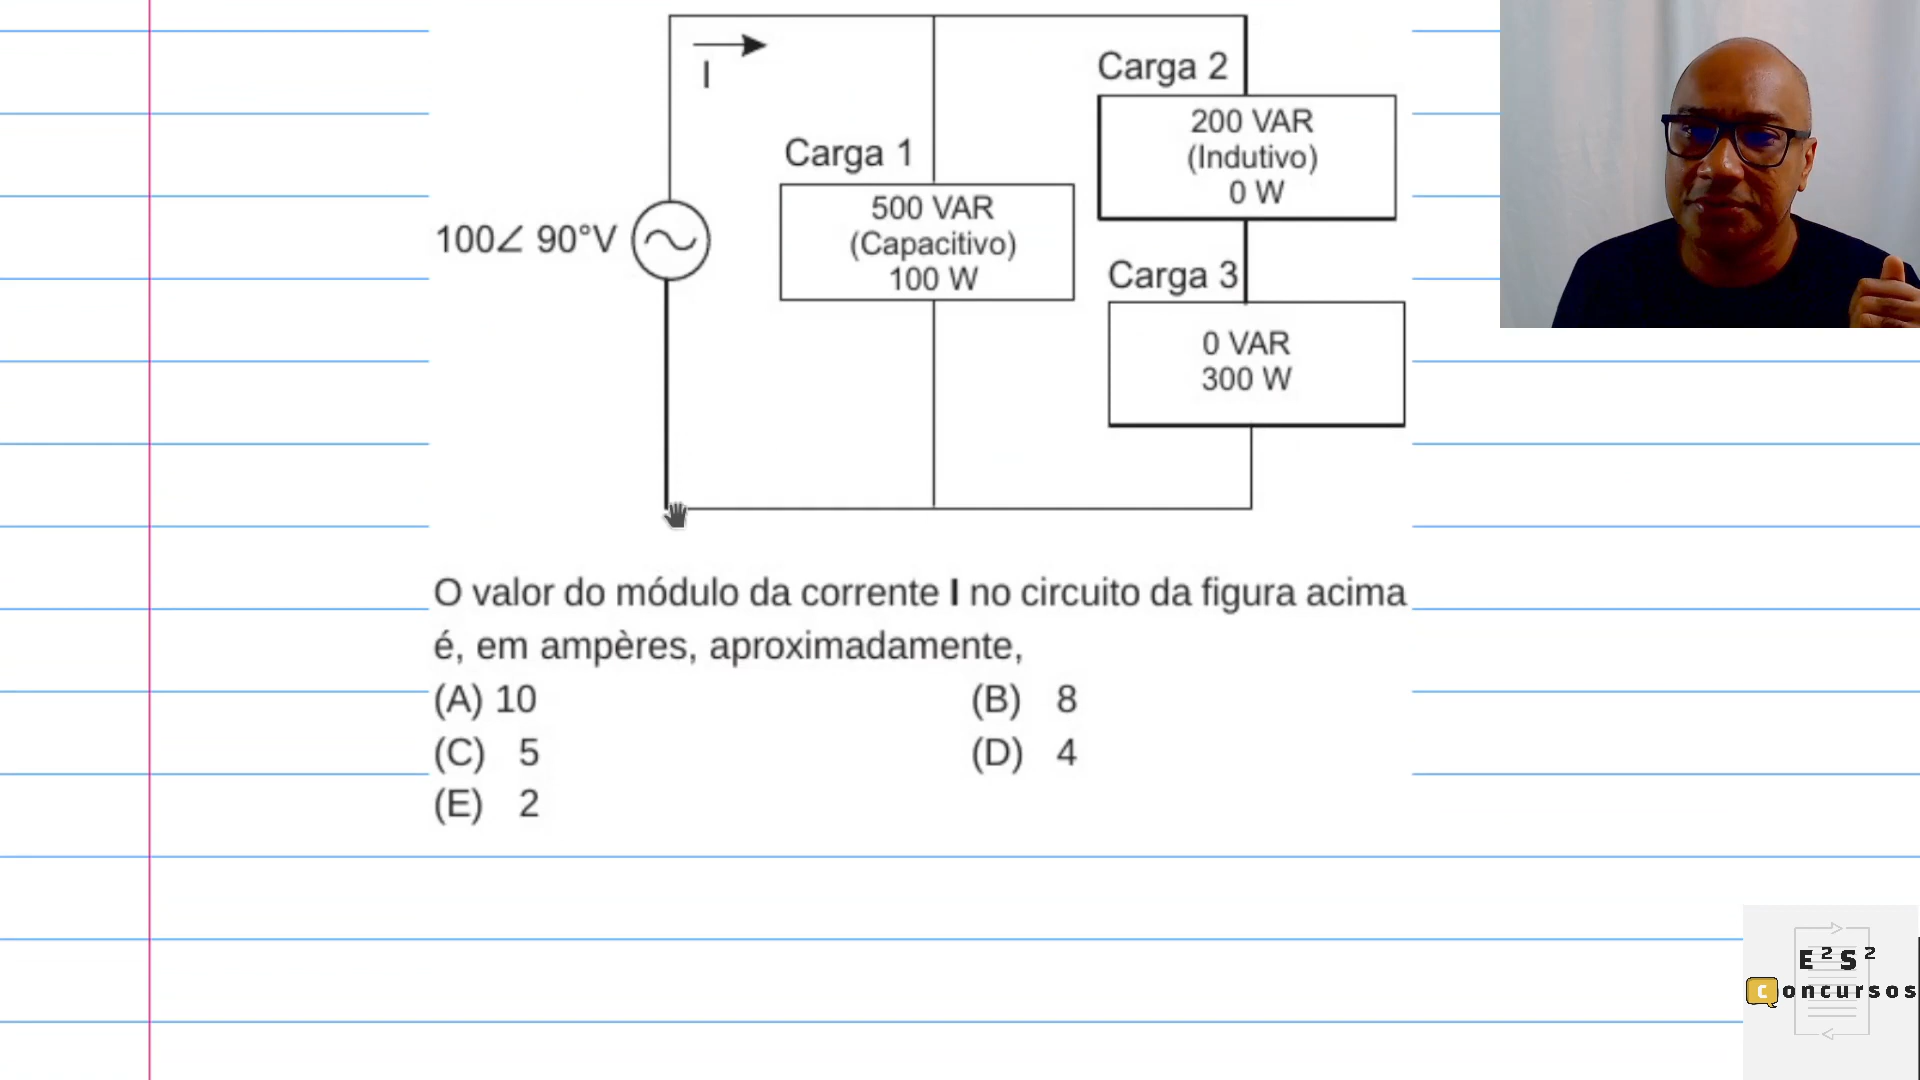 I
Carga 2
200 VAR
(Indutivo)
0 W
Carga 1
500 VAR
(Capacitivo)
100 W
100∠ 90°V
Carga 3
0 VAR
300 W
O valor do módulo da corrente I no circuito da figura acima
é, em ampères, aproximadamente,
(A) 10
(B) 8
(C) 5
(D) 4
(E) 2
E²S²
Concursos